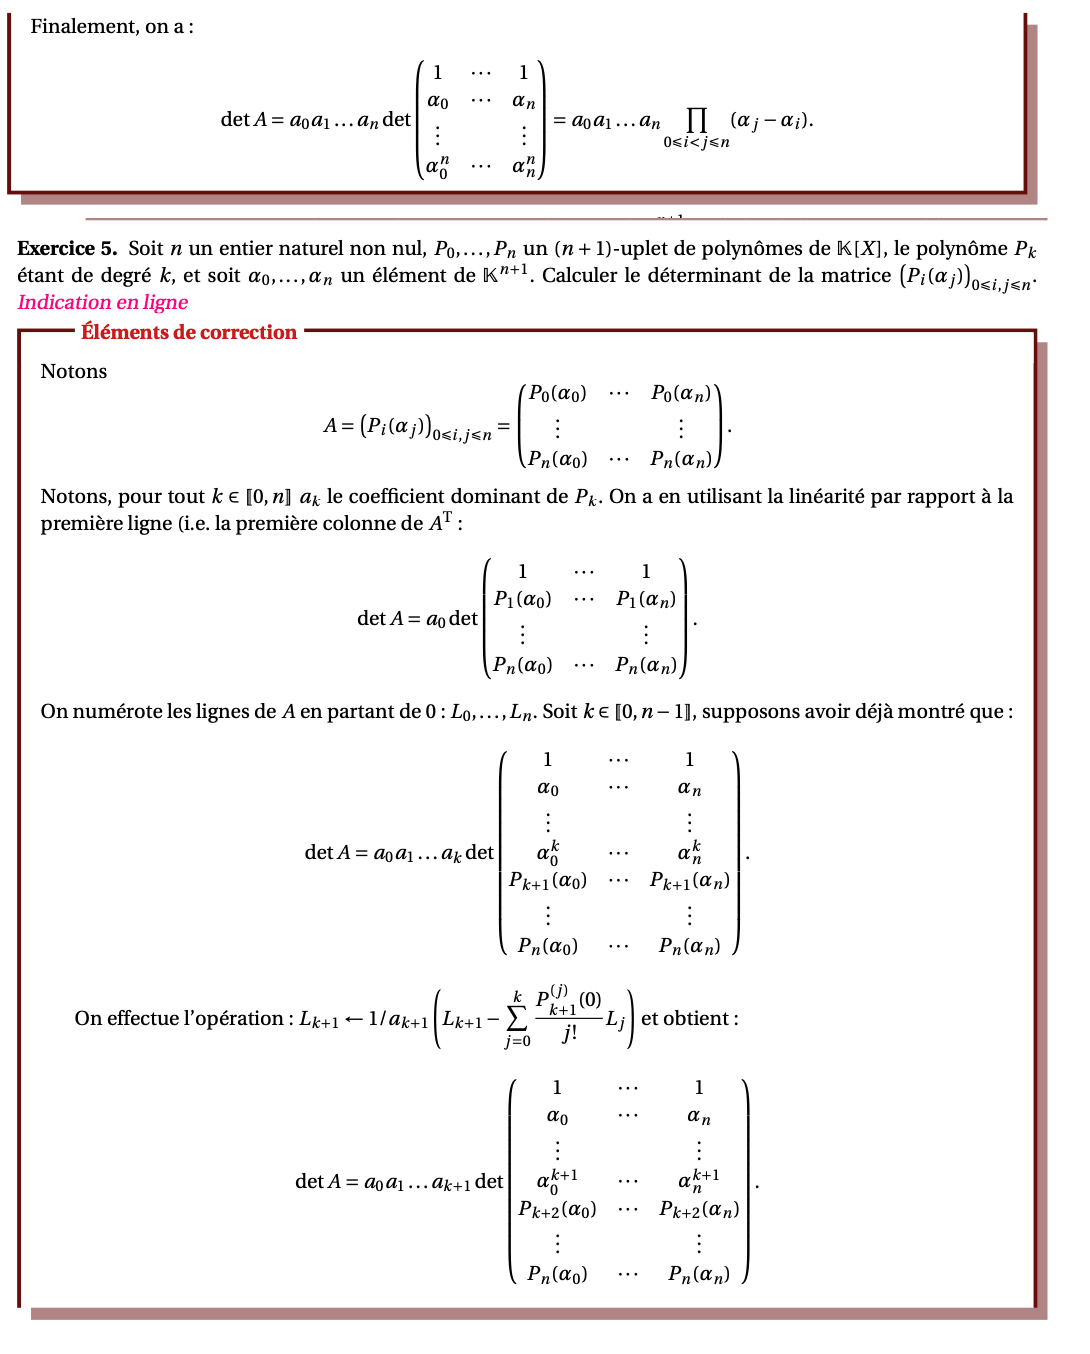 Finalement, on a :
$$\det A = a_0 a_1 \ldots a_n \det \begin{pmatrix} 1 & \cdots & 1 \\ \alpha_0 & \cdots & \alpha_n \\ \vdots & & \vdots \\ \alpha_0^n & \cdots & \alpha_n^n \end{pmatrix} = a_0 a_1 \ldots a_n \prod_{0 \leqslant i < j \leqslant n} (\alpha_j - \alpha_i).$$
Exercice 5. Soit $n$ un entier naturel non nul, $P_0, \ldots, P_n$ un $(n+1)$-uplet de polynômes de $\mathbb{K}[X]$, le polynôme $P_k$
étant de degré $k$, et soit $\alpha_0, \ldots, \alpha_n$ un élément de $\mathbb{K}^{n+1}$. Calculer le déterminant de la matrice $(P_i(\alpha_j))_{0 \leqslant i,j \leqslant n}$.
Indication en ligne
Éléments de correction
Notons
$$A = (P_i(\alpha_j))_{0 \leqslant i,j \leqslant n} = \begin{pmatrix} P_0(\alpha_0) & \cdots & P_0(\alpha_n) \\ \vdots & & \vdots \\ P_n(\alpha_0) & \cdots & P_n(\alpha_n) \end{pmatrix}.$$
Notons, pour tout $k \in [\![0, n]\!]$ $a_k$ le coefficient dominant de $P_k$. On a en utilisant la linéarité par rapport à la
première ligne (i.e. la première colonne de $A^{\mathrm{T}}$ :
$$\det A = a_0 \det \begin{pmatrix} 1 & \cdots & 1 \\ P_1(\alpha_0) & \cdots & P_1(\alpha_n) \\ \vdots & & \vdots \\ P_n(\alpha_0) & \cdots & P_n(\alpha_n) \end{pmatrix}.$$
On numérote les lignes de $A$ en partant de 0 : $L_0, \ldots, L_n$. Soit $k \in [\![0, n-1]\!]$, supposons avoir déjà montré que :
$$\det A = a_0 a_1 \ldots a_k \det \begin{pmatrix} 1 & \cdots & 1 \\ \alpha_0 & \cdots & \alpha_n \\ \vdots & & \vdots \\ \alpha_0^k & \cdots & \alpha_n^k \\ P_{k+1}(\alpha_0) & \cdots & P_{k+1}(\alpha_n) \\ \vdots & & \vdots \\ P_n(\alpha_0) & \cdots & P_n(\alpha_n) \end{pmatrix}.$$
On effectue l'opération : $L_{k+1} \leftarrow 1/a_{k+1} \left( L_{k+1} - \sum_{j=0}^{k} \frac{P_{k+1}^{(j)}(0)}{j!} L_j \right)$ et obtient :
$$\det A = a_0 a_1 \ldots a_{k+1} \det \begin{pmatrix} 1 & \cdots & 1 \\ \alpha_0 & \cdots & \alpha_n \\ \vdots & & \vdots \\ \alpha_0^{k+1} & \cdots & \alpha_n^{k+1} \\ P_{k+2}(\alpha_0) & \cdots & P_{k+2}(\alpha_n) \\ \vdots & & \vdots \\ P_n(\alpha_0) & \cdots & P_n(\alpha_n) \end{pmatrix}.$$